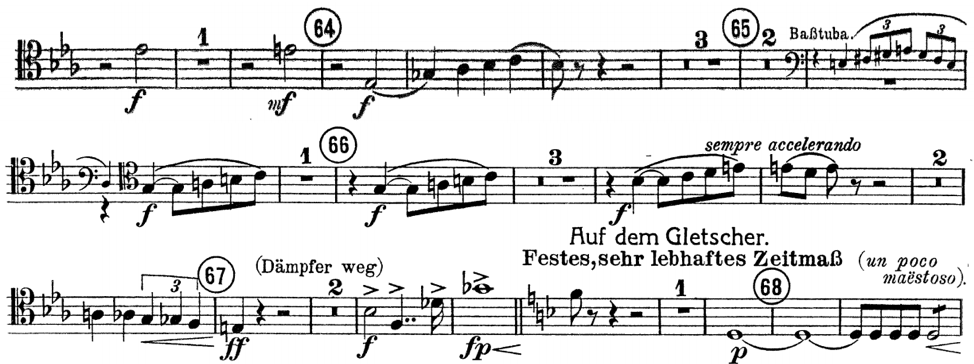 1 64 3 65 2 Baßtuba. 3 3
f mf f
66 sempre accelerando
1 3 2
f f f
Auf dem Gletscher.
67 (Dämpfer weg) Festes, sehr lebhaftes Zeitmaß (un poco
maëstoso).
3 2 1 68
ff f fp p